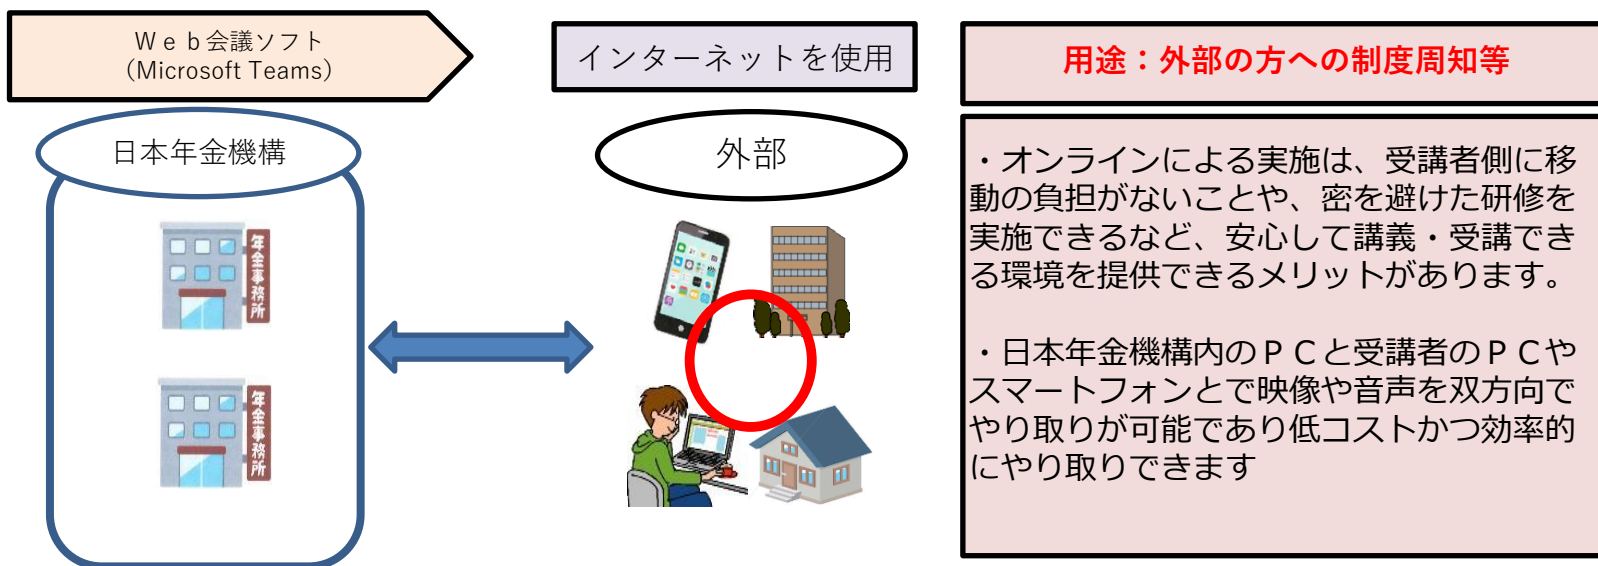 Ｗｅｂ会議ソフト
（Microsoft Teams）
インターネットを使用
用途：外部の方への制度周知等
日本年金機構
外部
年金事務所
年金事務所
・オンラインによる実施は、受講者側に移
動の負担がないことや、密を避けた研修を
実施できるなど、安心して講義・受講でき
る環境を提供できるメリットがあります。
・日本年金機構内のＰＣと受講者のＰＣや
スマートフォンとで映像や音声を双方向で
やり取りが可能であり低コストかつ効率的
にやり取りできます